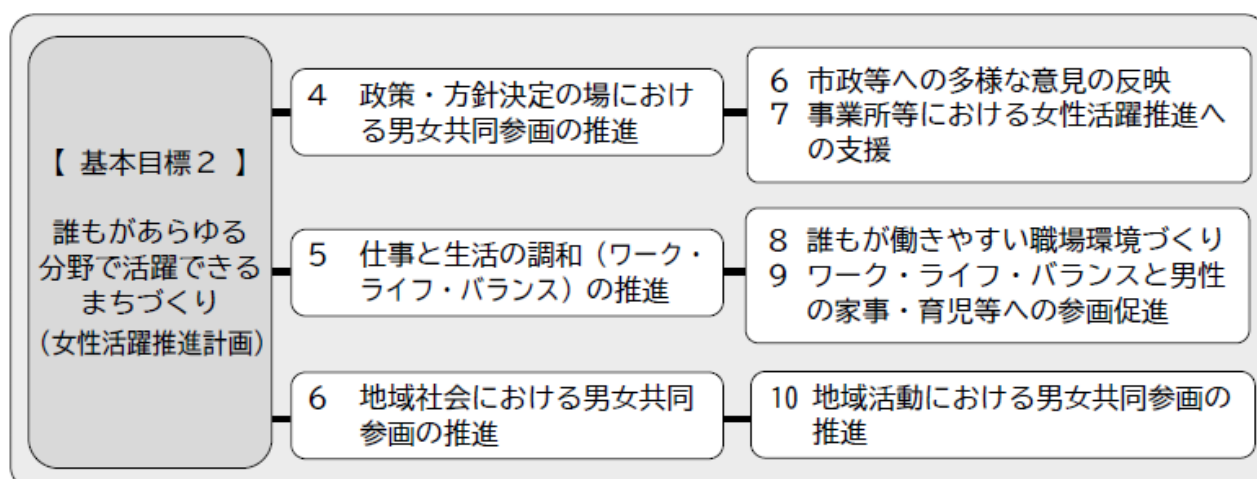 【 基本目標２ 】
誰もがあらゆる
分野で活躍できる
まちづくり
（女性活躍推進計画）
４ 政策・方針決定の場におけ
る男女共同参画の推進
６ 市政等への多様な意見の反映
７ 事業所等における女性活躍推進へ
の支援
５ 仕事と生活の調和（ワーク・
ライフ・バランス）の推進
８ 誰もが働きやすい職場環境づくり
９ ワーク・ライフ・バランスと男性
の家事・育児等への参画促進
６ 地域社会における男女共同
参画の推進
10 地域活動における男女共同参画の
推進